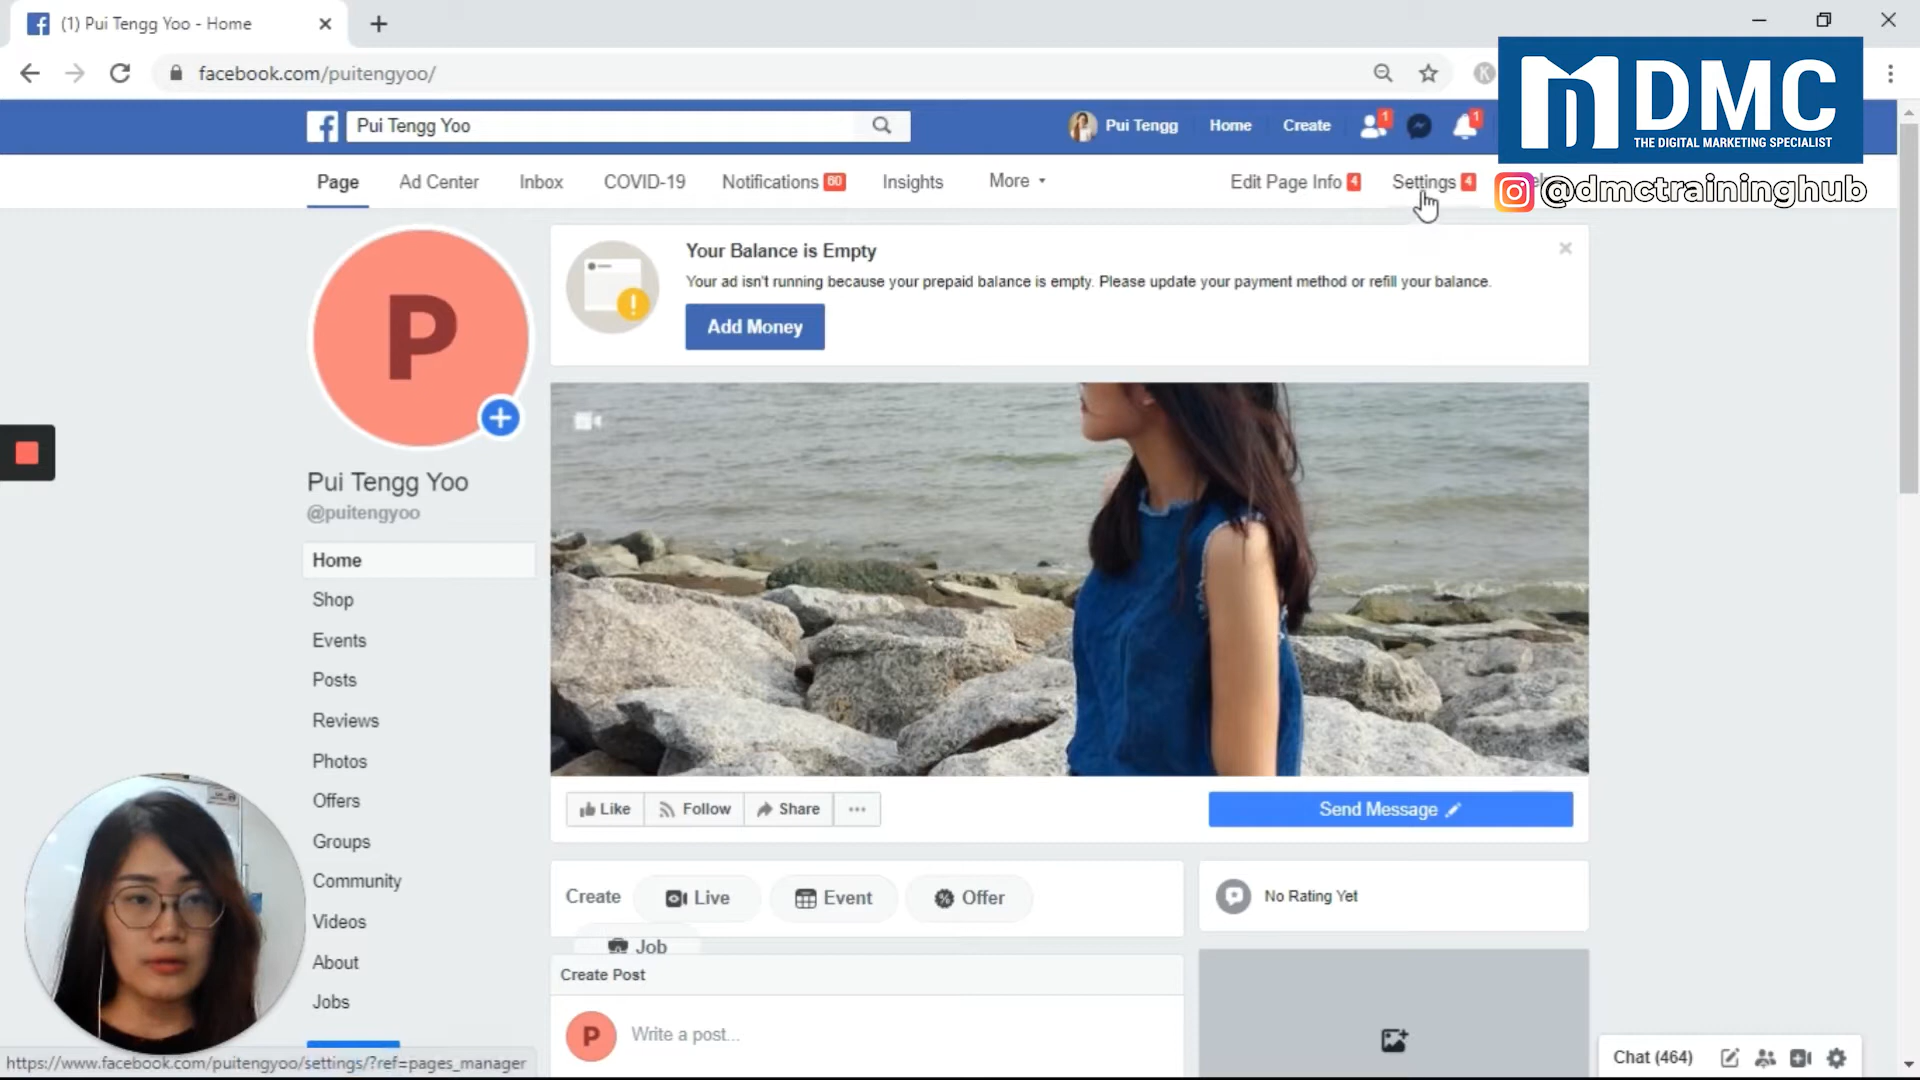 (1) Pui Tengg Yoo - Home
facebook.com/puitengyoo/
K
DMC
THE DIGITAL MARKETING SPECIALIST
@dmctraininghub
Pui Tengg Yoo
Pui Tengg
Home
Create
1
1
Page
Ad Center
Inbox
COVID-19
Notifications 60
Insights
More
Edit Page Info 4
Settings 4
Your Balance is Empty
Your ad isn't running because your prepaid balance is empty. Please update your payment method or refill your balance.
Add Money
P
Pui Tengg Yoo
@puitengyoo
Home
Shop
Events
Posts
Reviews
Photos
Offers
Groups
Community
Videos
About
Jobs
Like
Follow
Share
Send Message
Create
Live
Event
Offer
Job
No Rating Yet
Create Post
P
Write a post...
Chat (464)
https://www.facebook.com/puitengyoo/settings/?ref=pages_manager